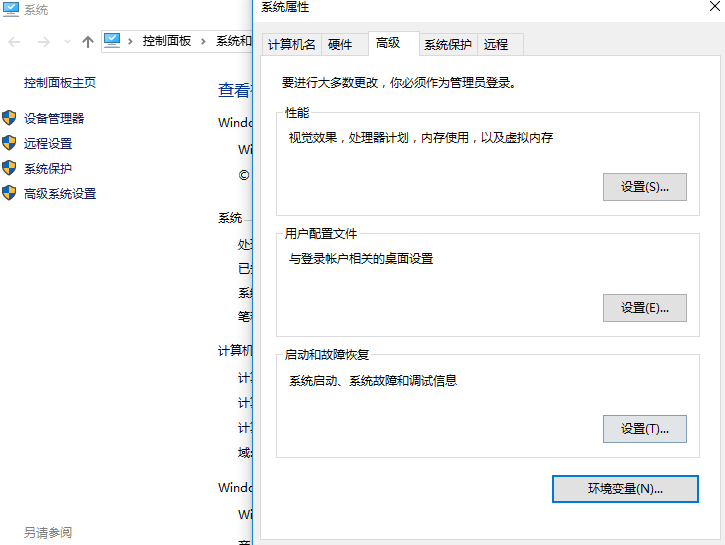 系统
控制面板
系统和
控制面板主页
设备管理器
远程设置
系统保护
高级系统设置
另请参阅
查看
Windo
Wi
©
系统
处
已
系
笔
计算机
计
计
计
域
Windo
Wi
系统属性
计算机名
硬件
高级
系统保护
远程
要进行大多数更改，你必须作为管理员登录。
性能
视觉效果，处理器计划，内存使用，以及虚拟内存
设置(S)...
用户配置文件
与登录帐户相关的桌面设置
设置(E)...
启动和故障恢复
系统启动、系统故障和调试信息
设置(T)...
环境变量(N)...